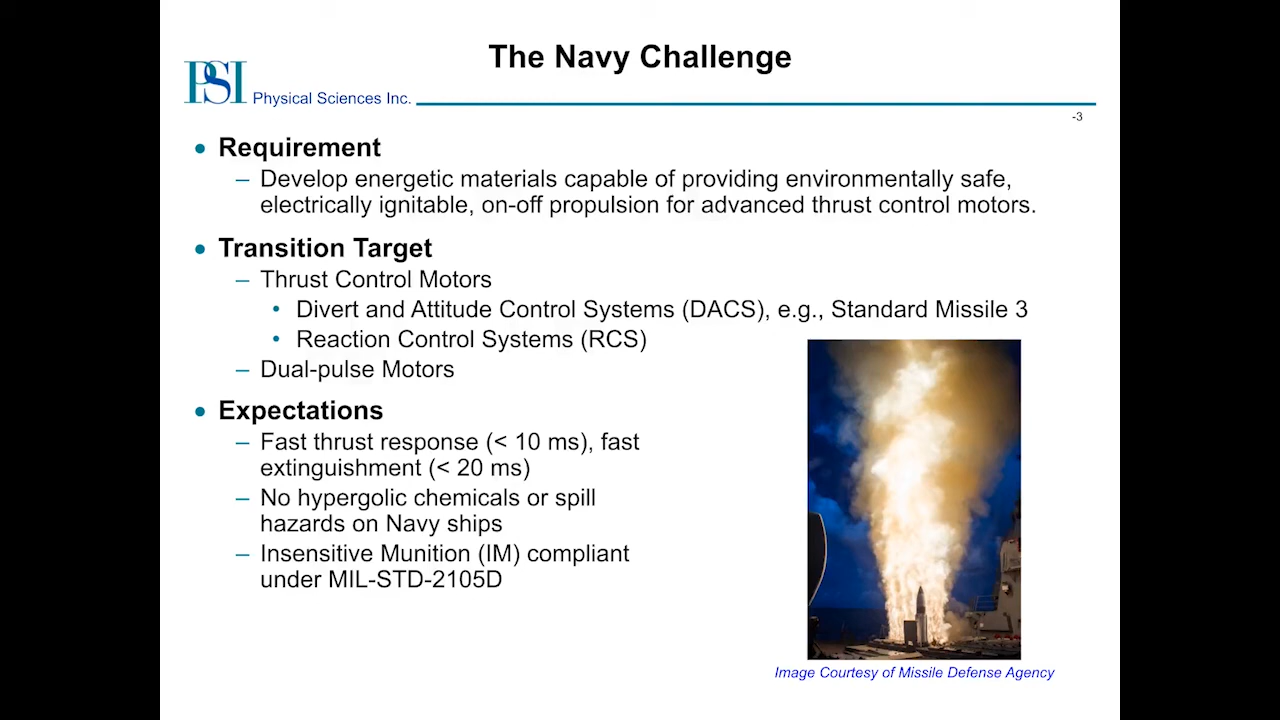 The Navy Challenge
PSI Physical Sciences Inc.
-3
• Requirement
– Develop energetic materials capable of providing environmentally safe,
electrically ignitable, on-off propulsion for advanced thrust control motors.
• Transition Target
– Thrust Control Motors
• Divert and Attitude Control Systems (DACS), e.g., Standard Missile 3
• Reaction Control Systems (RCS)
– Dual-pulse Motors
• Expectations
– Fast thrust response (< 10 ms), fast
extinguishment (< 20 ms)
– No hypergolic chemicals or spill
hazards on Navy ships
– Insensitive Munition (IM) compliant
under MIL-STD-2105D
Image Courtesy of Missile Defense Agency